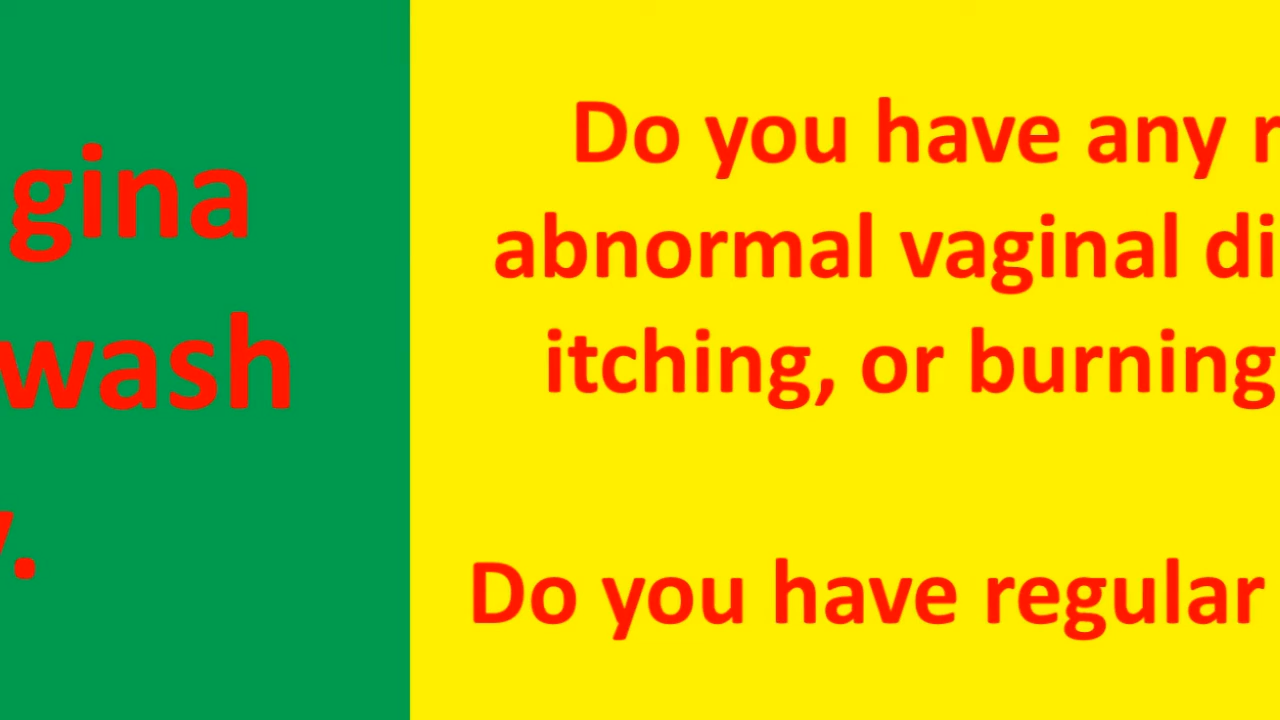 gina
wash
.
Do you have any
abnormal vaginal di
itching, or burning
Do you have regular